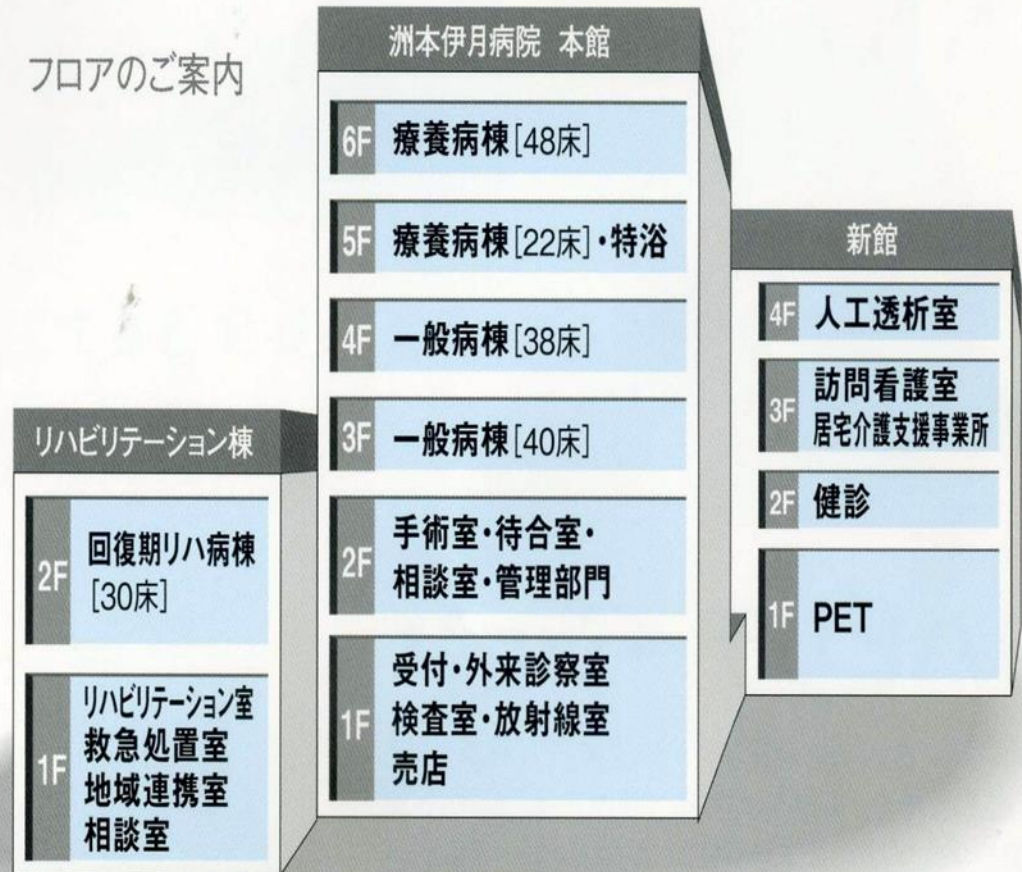 フロアのご案内
洲本伊月病院 本館
6F 療養病棟[48床]
5F 療養病棟[22床]・特浴
4F 一般病棟[38床]
3F 一般病棟[40床]
2F 手術室・待合室・
相談室・管理部門
1F 受付・外来診察室
検査室・放射線室
売店
新館
4F 人工透析室
3F 訪問看護室
居宅介護支援事業所
2F 健診
1F PET
リハビリテーション棟
2F 回復期リハ病棟
[30床]
1F リハビリテーション室
救急処置室
地域連携室
相談室